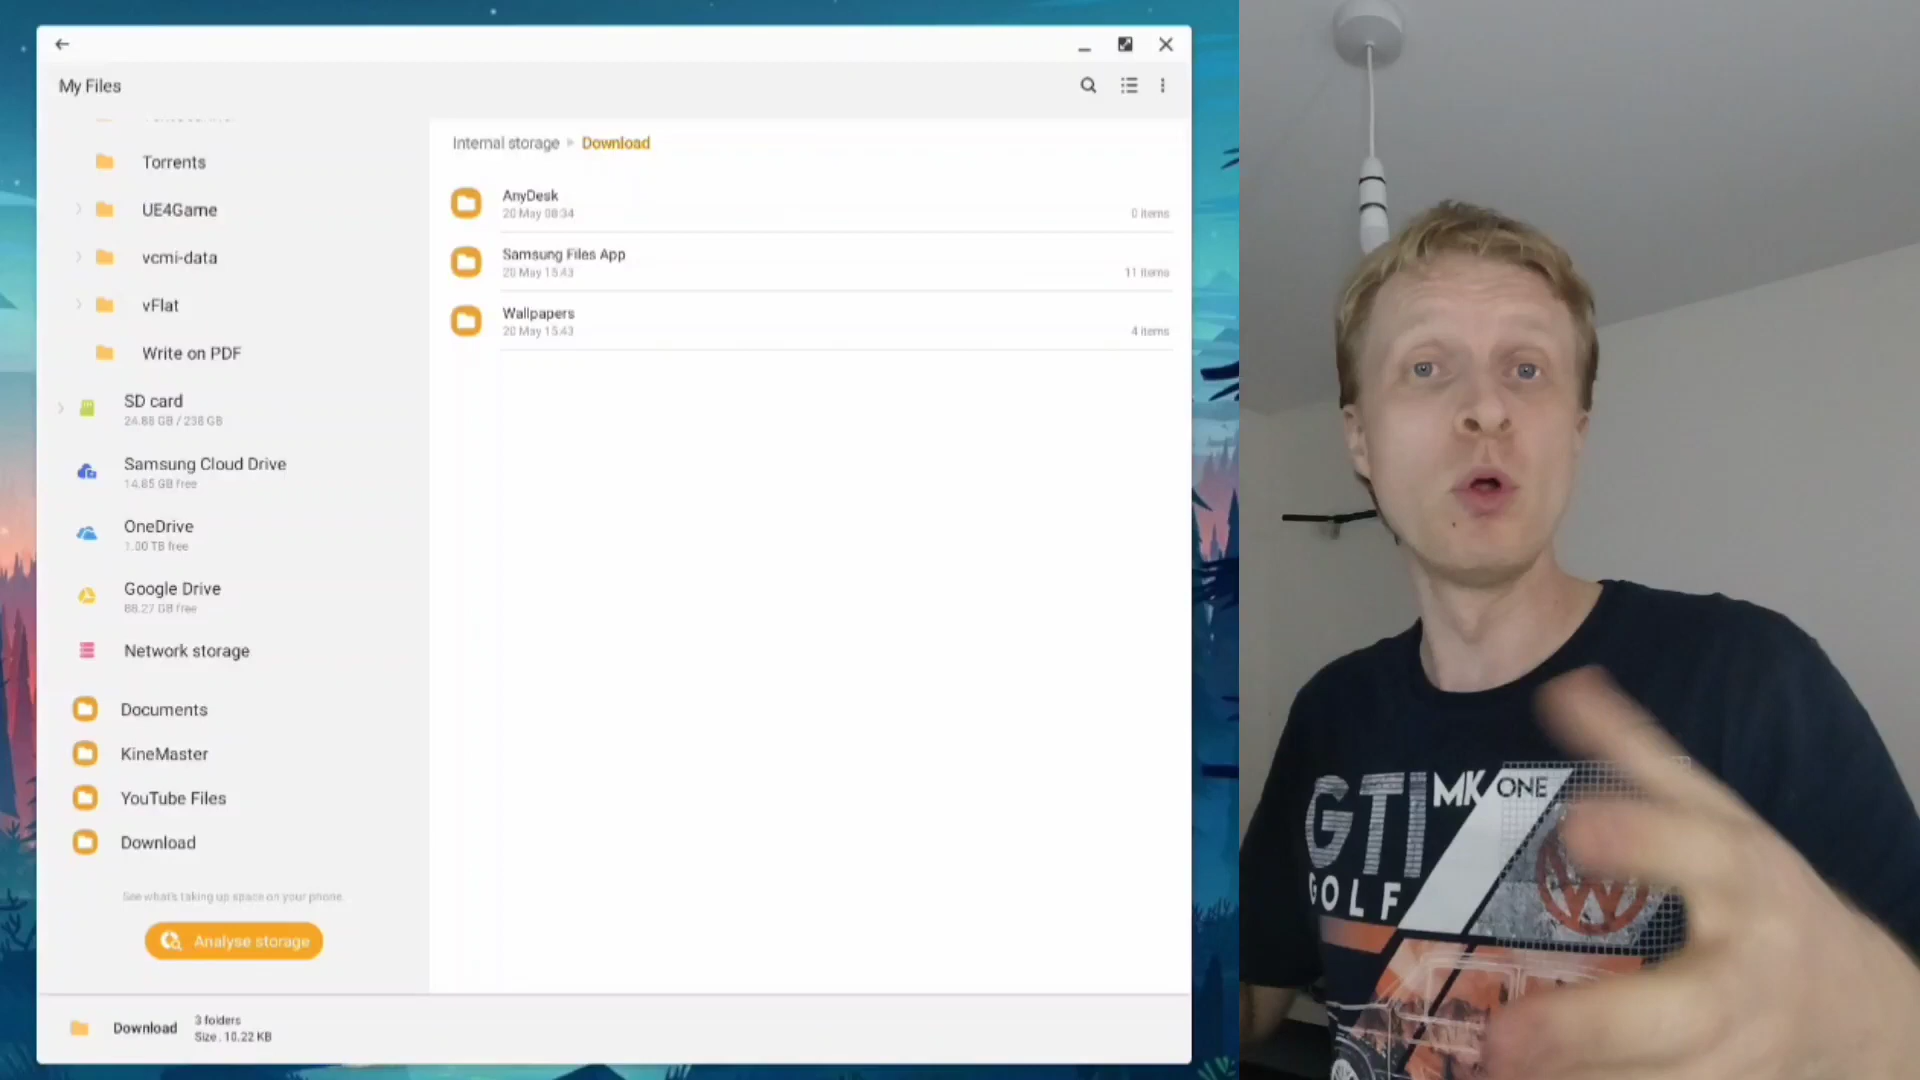 My Files
Torrents
UE4Game
vcmi-data
vFlat
Write on PDF
SD card
24.88 GB / 238 GB
Samsung Cloud Drive
14.85 GB free
OneDrive
1.00 TB free
Google Drive
88.27 GB free
Network storage
Documents
KineMaster
YouTube Files
Download
See what's taking up space on your phone.
Analyse storage
Internal storage
Download
AnyDesk
20 May 08:34
0 items
Samsung Files App
20 May 15:43
11 items
Wallpapers
20 May 15:43
4 items
Download
3 folders
Size : 10.22 KB
GTI MK ONE
GOLF